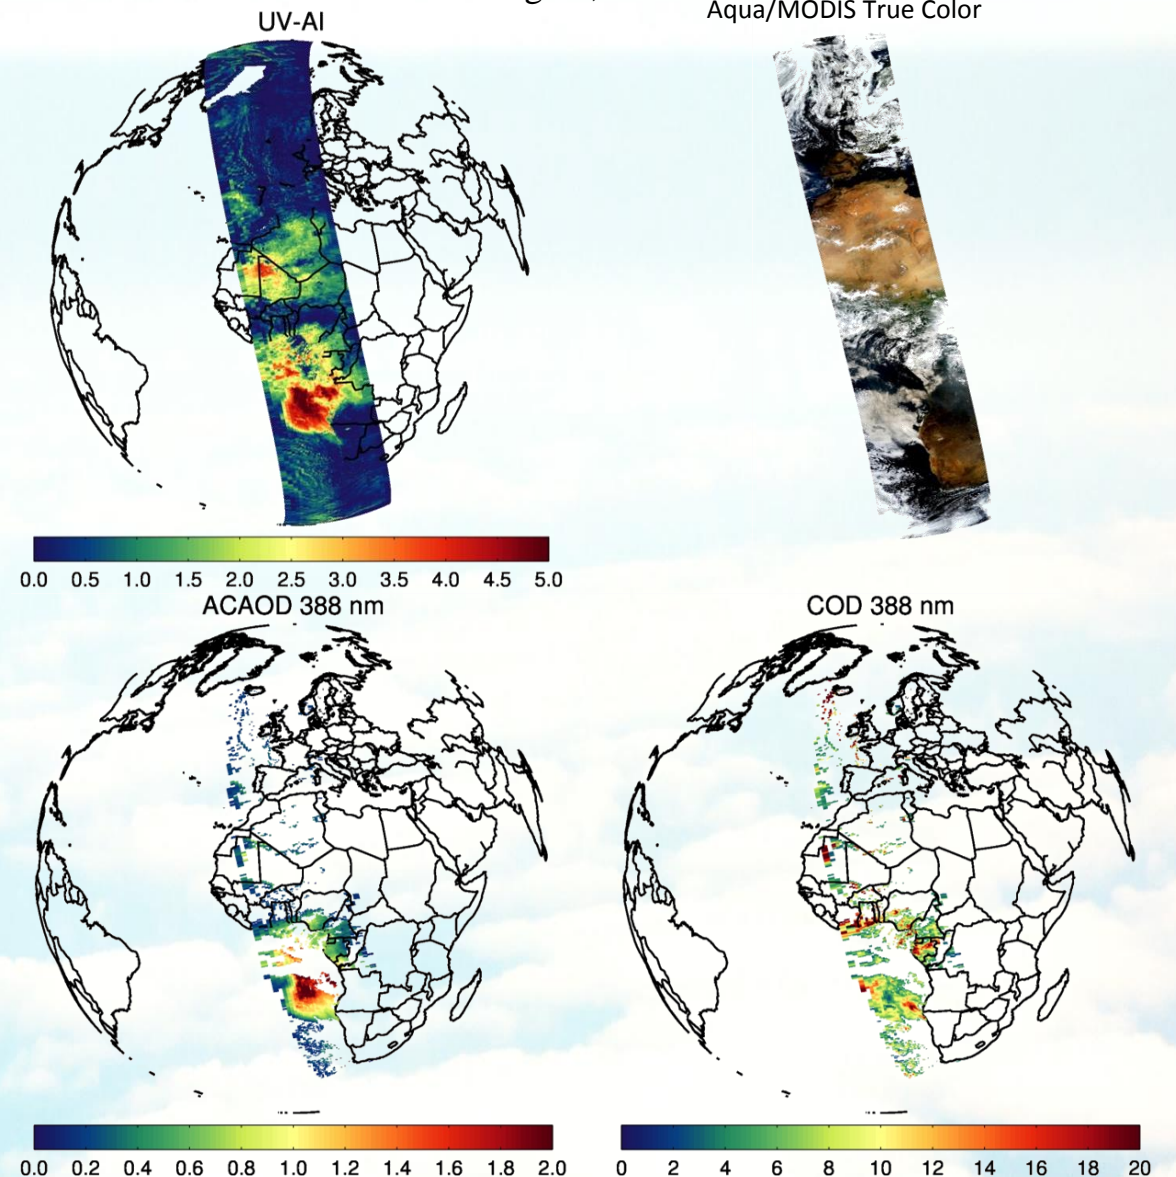 UV-AI
Aqua/MODIS True Color
0.0 0.5 1.0 1.5 2.0 2.5 3.0 3.5 4.0 4.5 5.0
ACAOD 388 nm
COD 388 nm
0.0 0.2 0.4 0.6 0.8 1.0 1.2 1.4 1.6 1.8 2.0
0 2 4 6 8 10 12 14 16 18 20